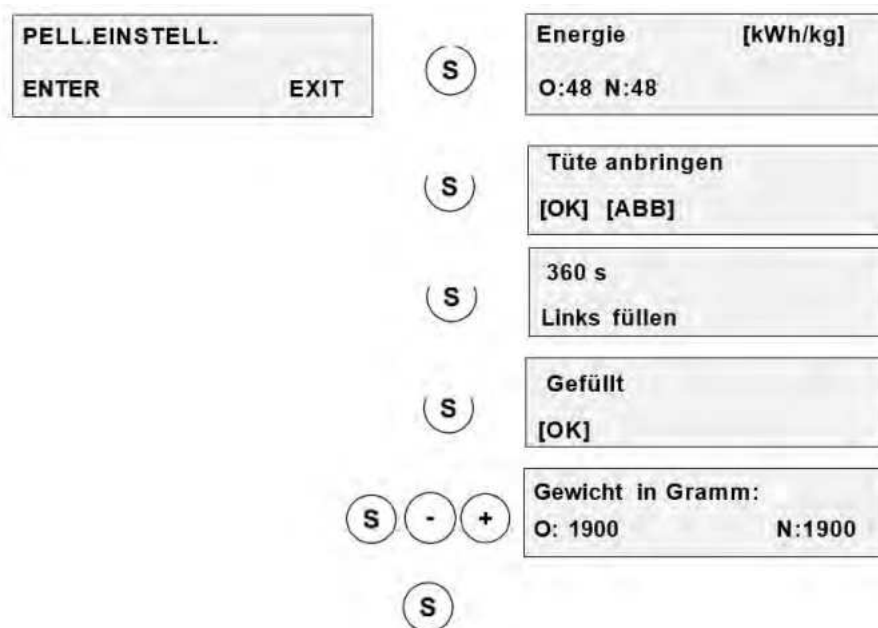 PELL.EINSTELL.
ENTER EXIT
S
Energie [kWh/kg]
O:48 N:48
S
Tüte anbringen
[OK] [ABB]
S
360 s
Links füllen
S
Gefüllt
[OK]
S - +
Gewicht in Gramm:
O: 1900 N:1900
S